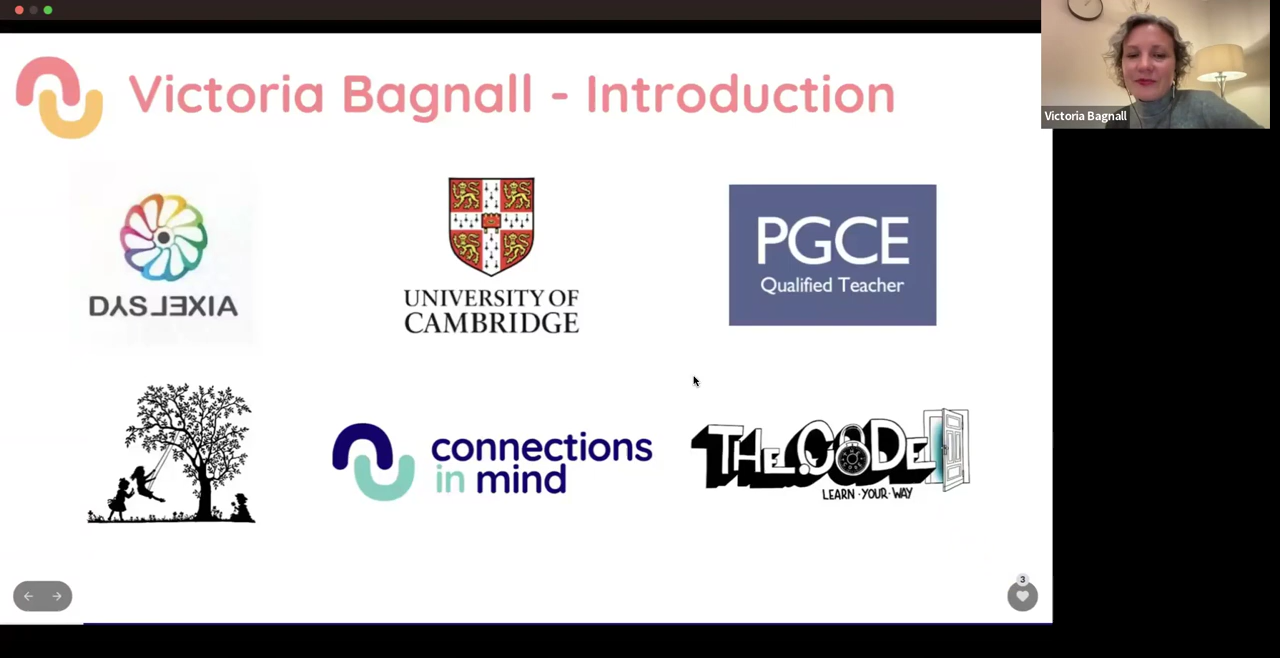 Victoria Bagnall - Introduction
Victoria Bagnall
DYSLEXIA
UNIVERSITY OF
CAMBRIDGE
PGCE
Qualified Teacher
connections
in mind
THE CODE
LEARN · YOUR · WAY
3